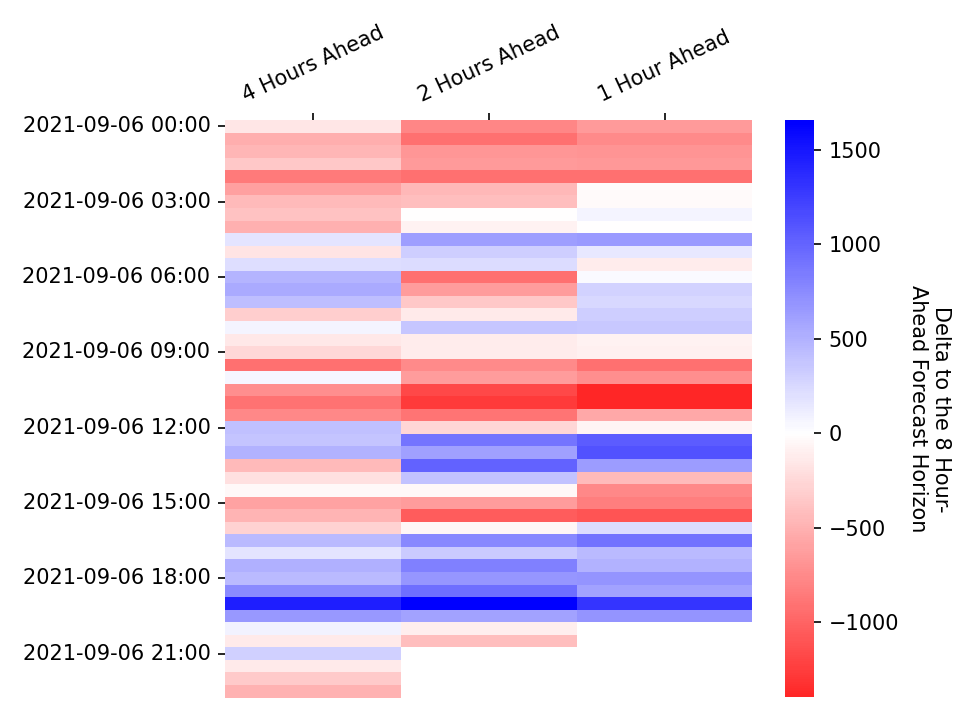 4 Hours Ahead
2 Hours Ahead
1 Hour Ahead
2021-09-06 00:00
2021-09-06 03:00
2021-09-06 06:00
2021-09-06 09:00
2021-09-06 12:00
2021-09-06 15:00
2021-09-06 18:00
2021-09-06 21:00
1500
1000
500
0
−500
−1000
Delta to the 8 Hour-
Ahead Forecast Horizon